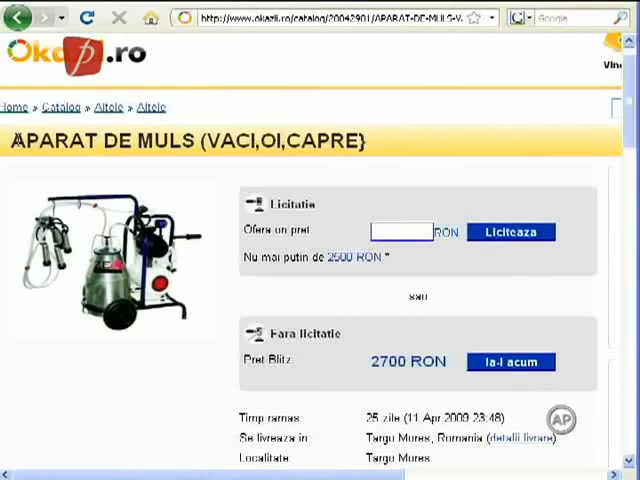 http://www.okazii.ro/catalog/20042901/APARAT-DE-MULS-V
Google
.ro
Home » Catalog » Altele » Altele
APARAT DE MULS (VACI,OI,CAPRE}
Licitatie
Ofera un pret: RON Liciteaza
Nu mai putin de 2500 RON *
sau
Fara licitatie
Pret Blitz: 2700 RON Ia-l acum
Timp ramas: 25 zile (11 Apr 2009 23:48)
Se livreaza in: Targu Mures, Romania (detalii livrare)
Localitate: Targu Mures
AP